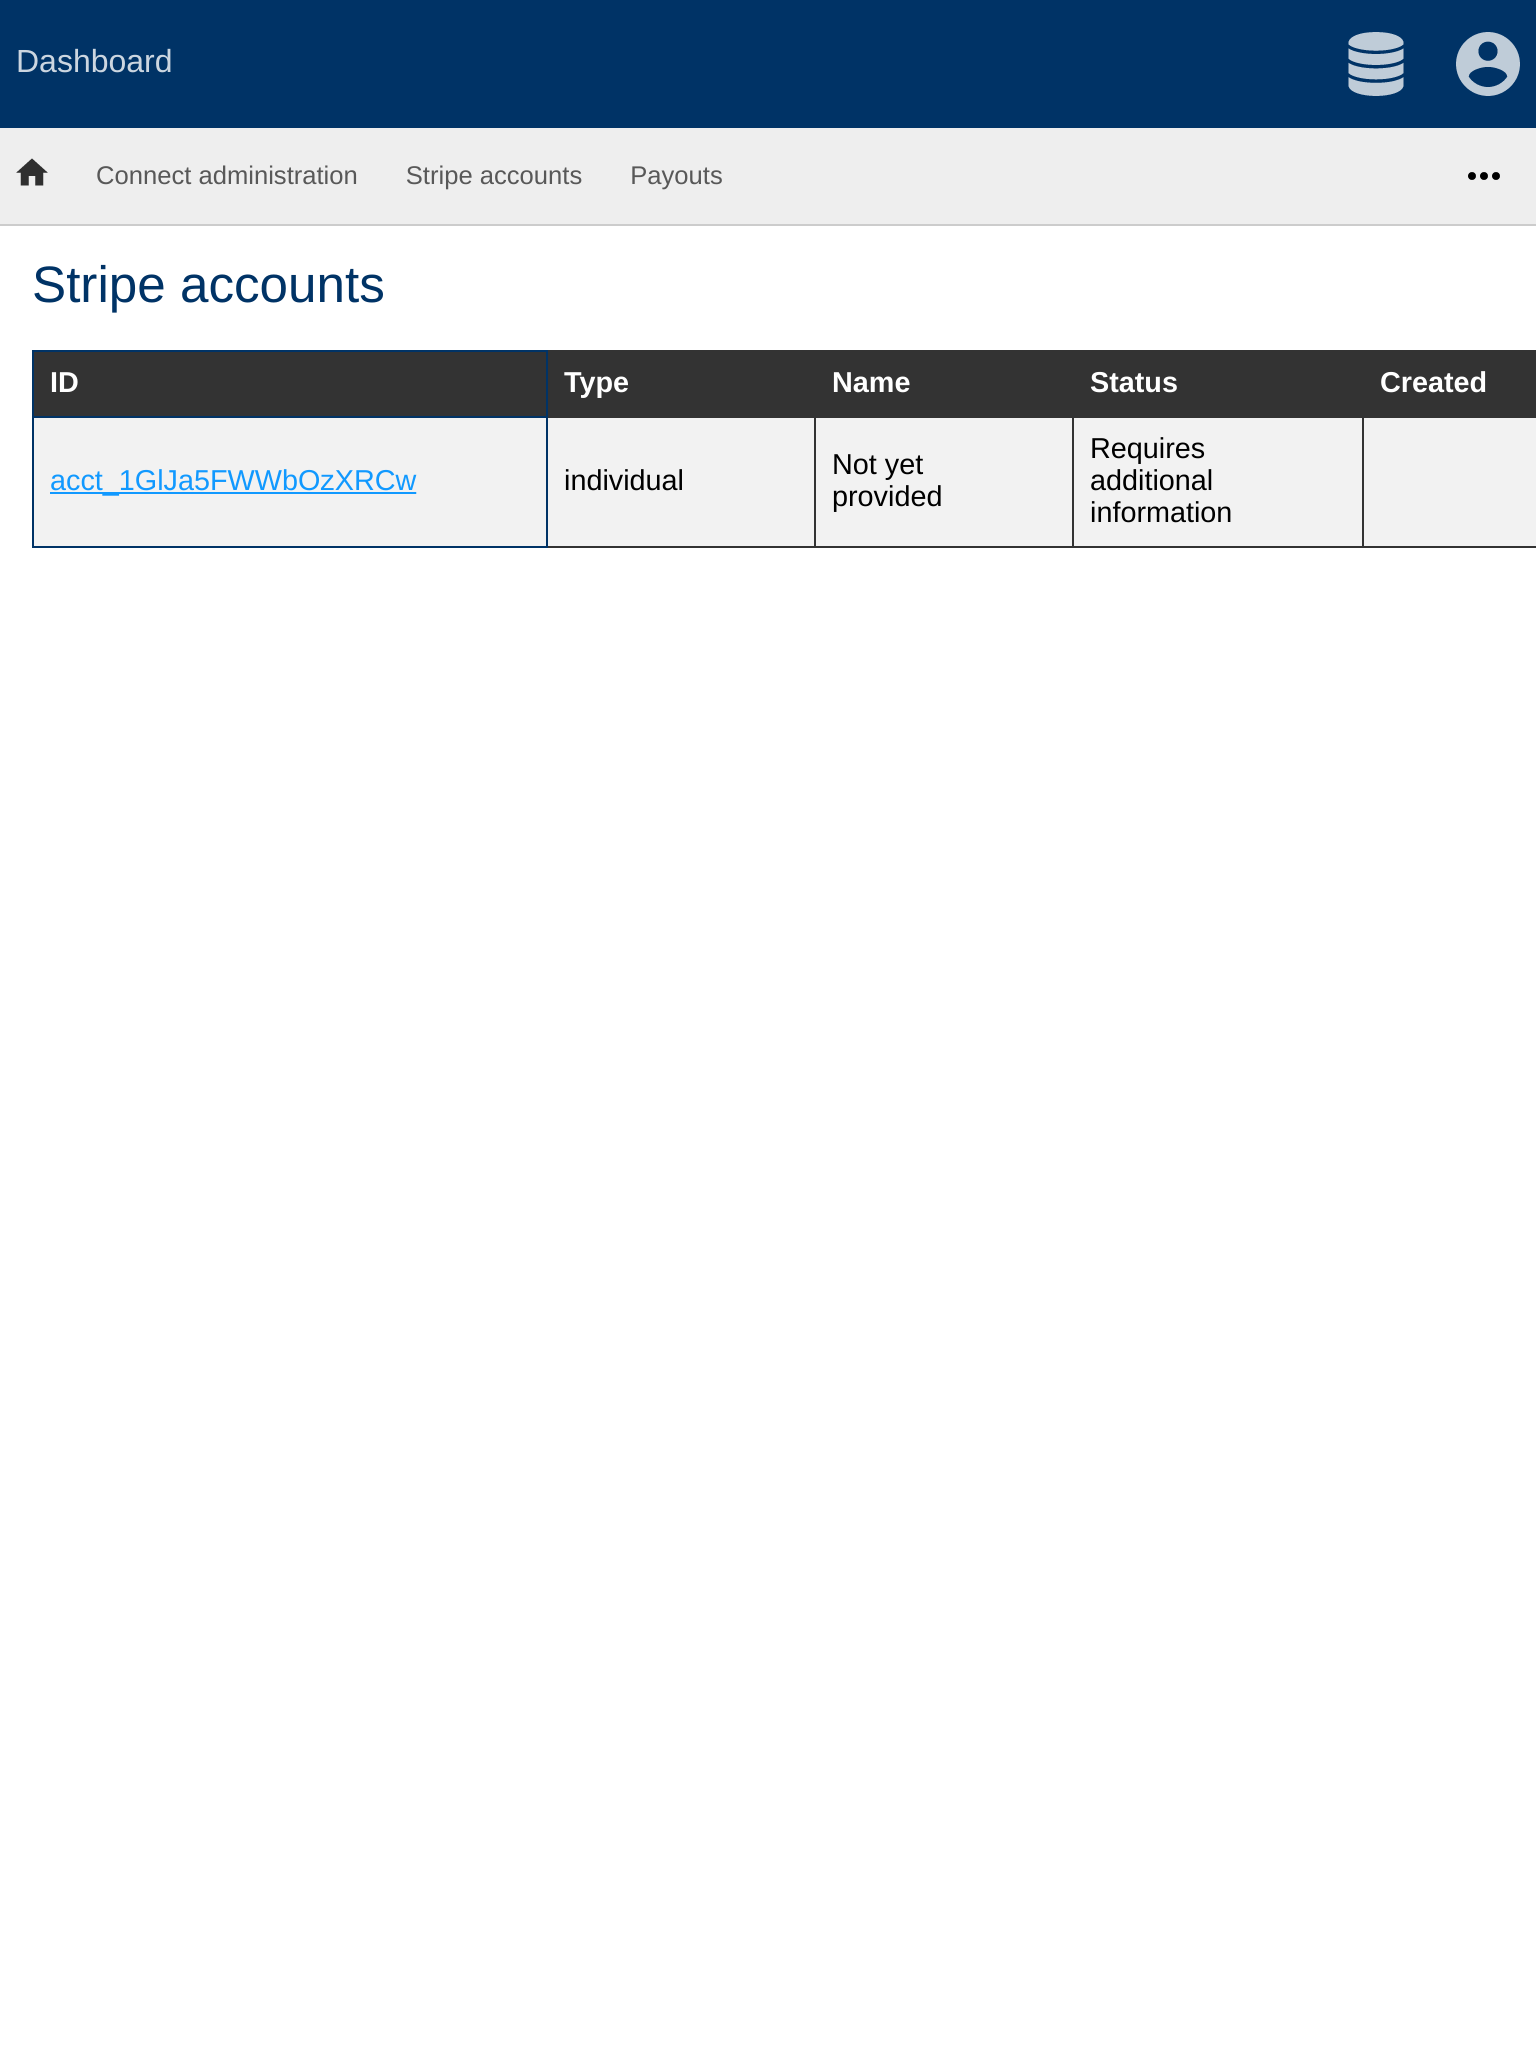 Dashboard
Connect administration Stripe accounts Payouts
Stripe accounts
ID Type Name Status Created
acct_1GlJa5FWWbOzXRCw individual Not yet provided Requires additional information